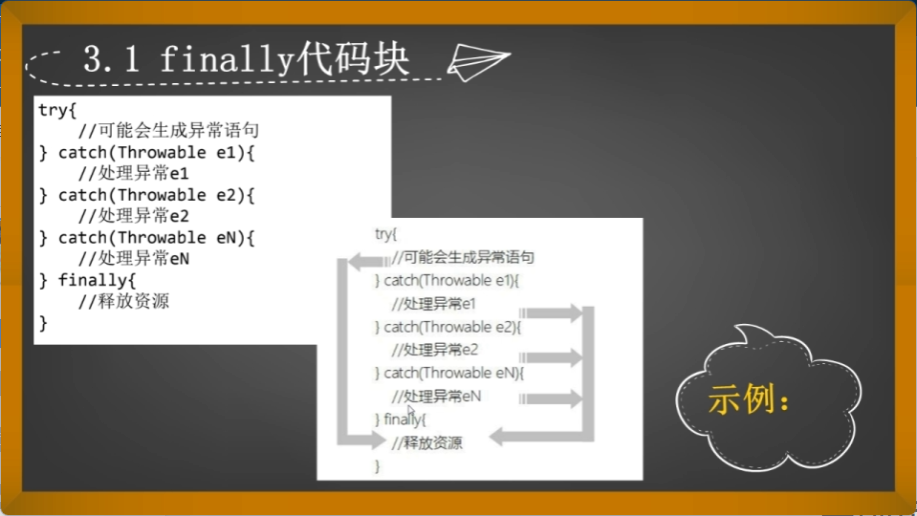 3.1 finally代码块
try{
//可能会生成异常语句
} catch(Throwable e1){
//处理异常e1
} catch(Throwable e2){
//处理异常e2
} catch(Throwable eN){
//处理异常eN
} finally{
//释放资源
}
try{
//可能会生成异常语句
} catch(Throwable e1){
//处理异常e1
} catch(Throwable e2){
//处理异常e2
} catch(Throwable eN){
//处理异常eN
} finally{
//释放资源
}
示例：